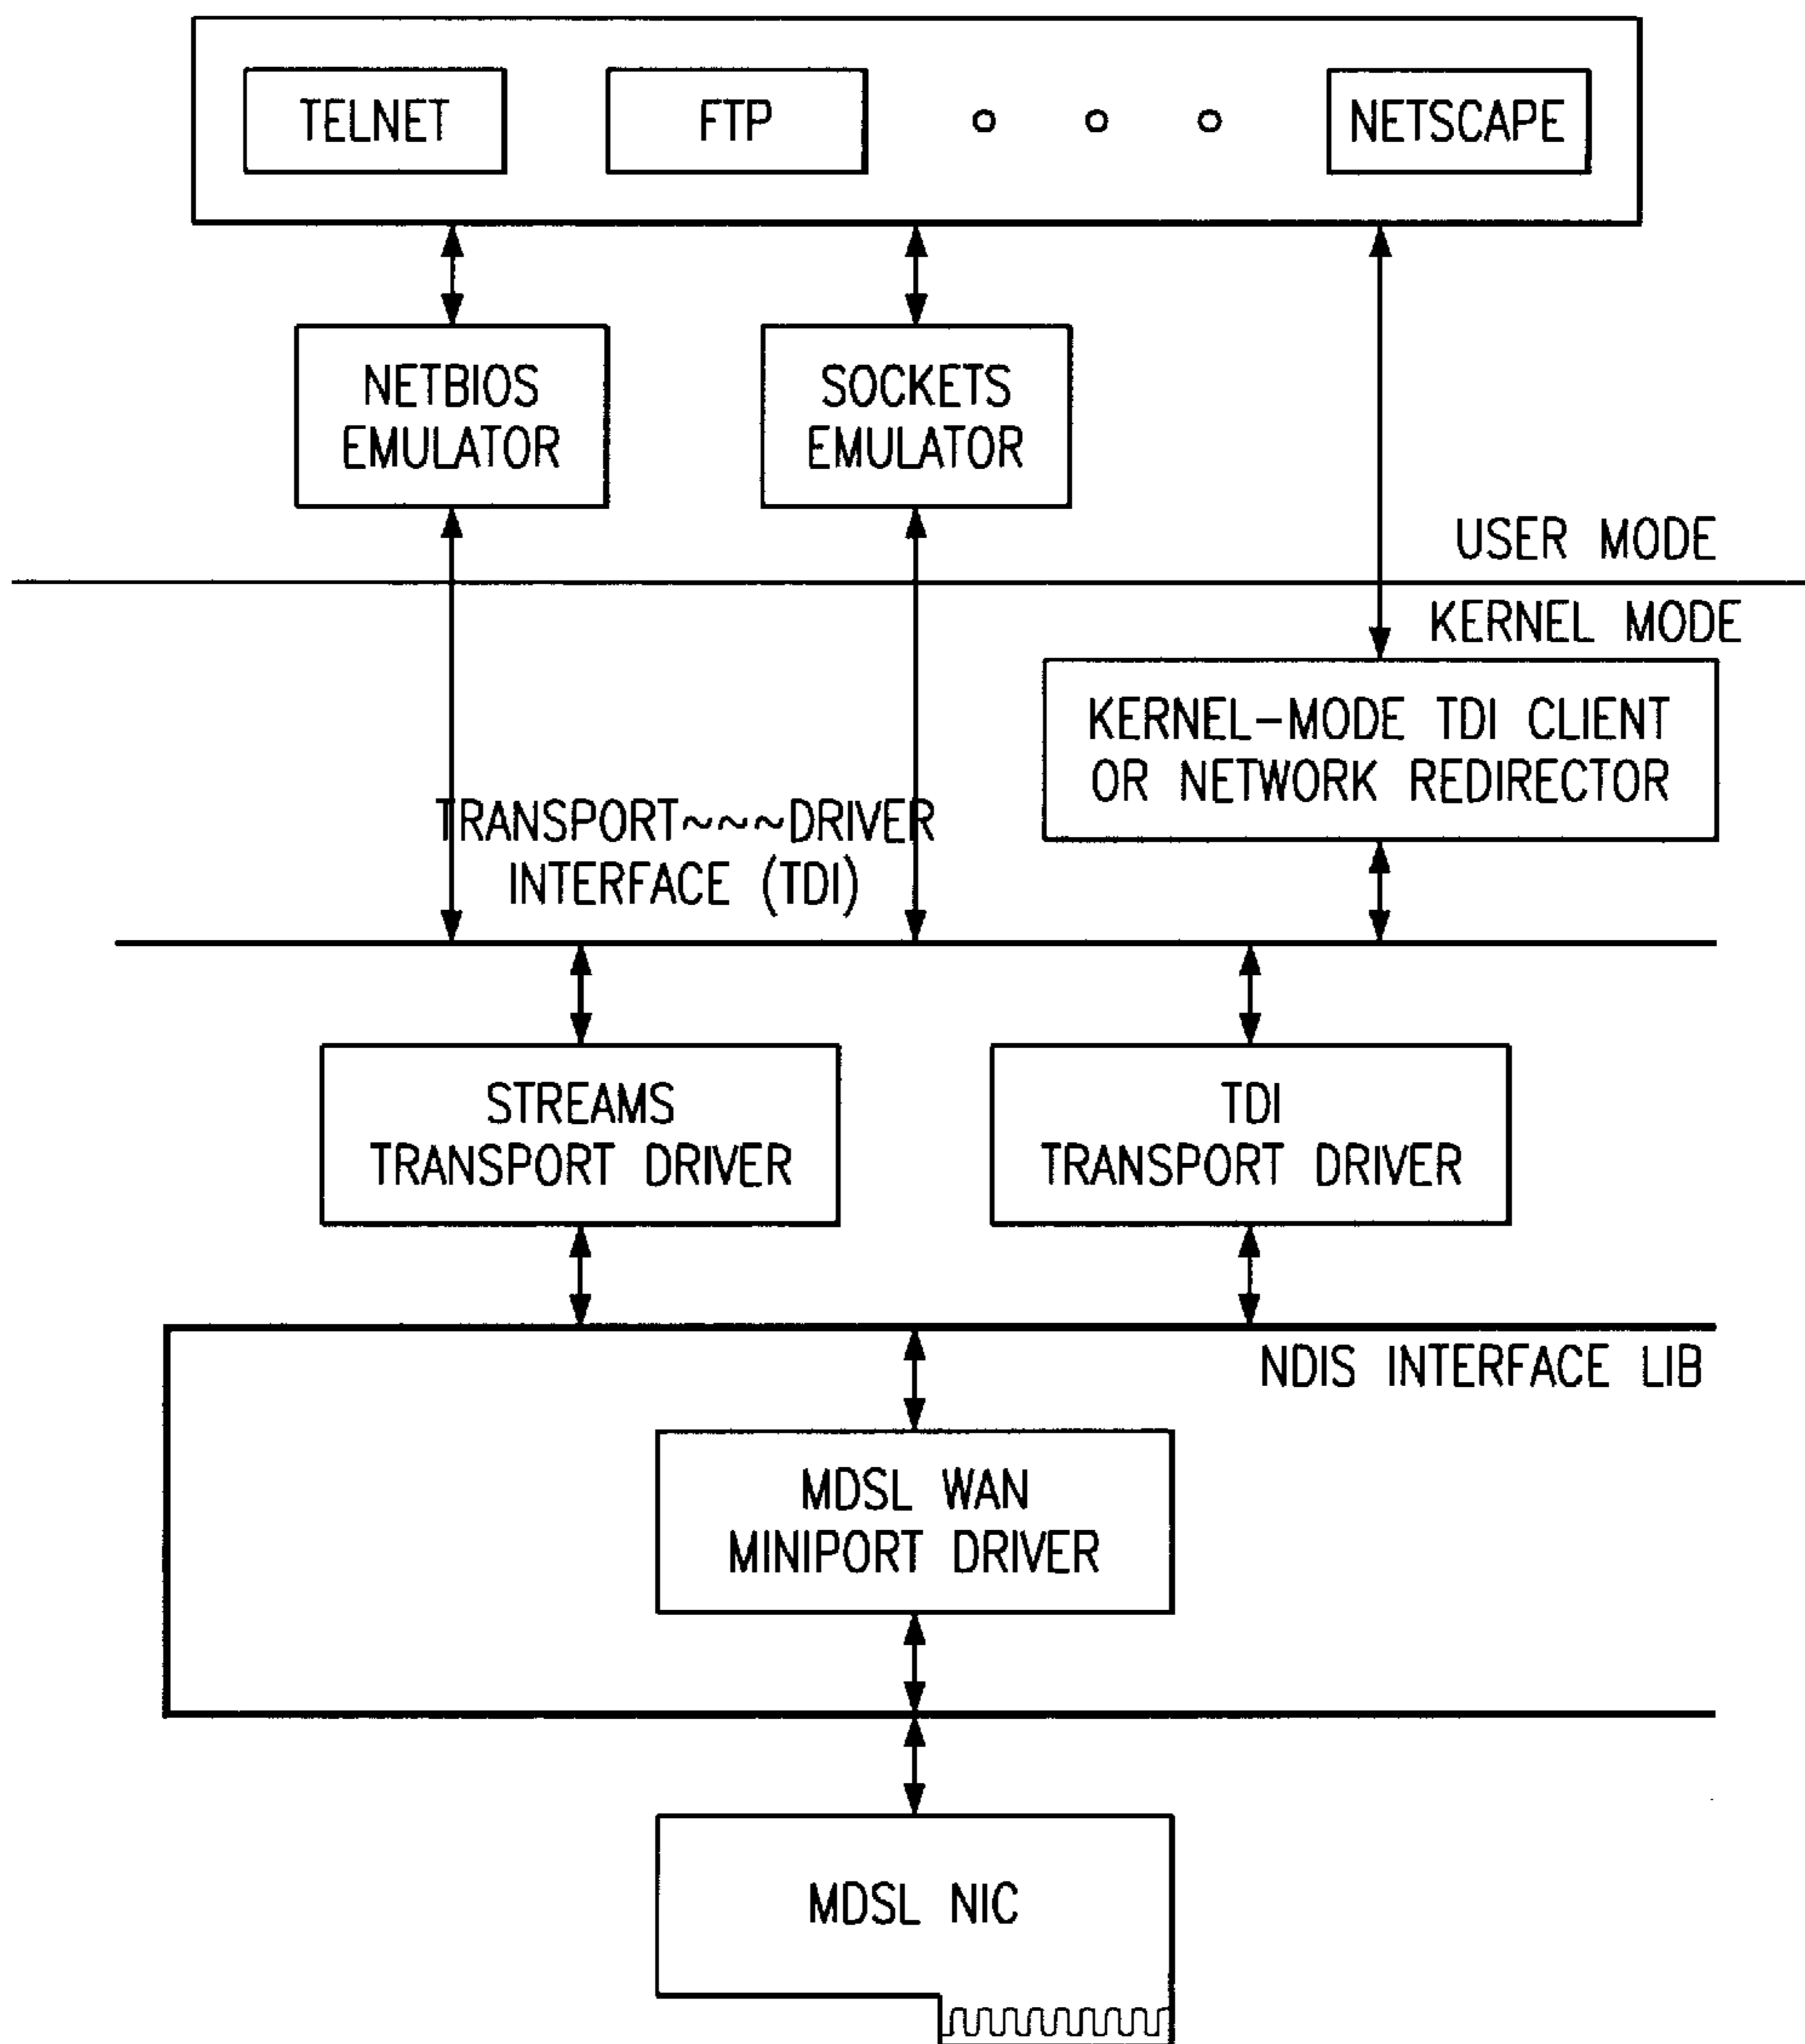 TELNET
FTP
NETSCAPE
NETBIOS
EMULATOR
SOCKETS
EMULATOR
USER MODE
KERNEL MODE
KERNEL-MODE TDI CLIENT
OR NETWORK REDIRECTOR
TRANSPORT~~~DRIVER
INTERFACE (TDI)
STREAMS
TRANSPORT DRIVER
TDI
TRANSPORT DRIVER
NDIS INTERFACE LIB
MDSL WAN
MINIPORT DRIVER
MDSL NIC